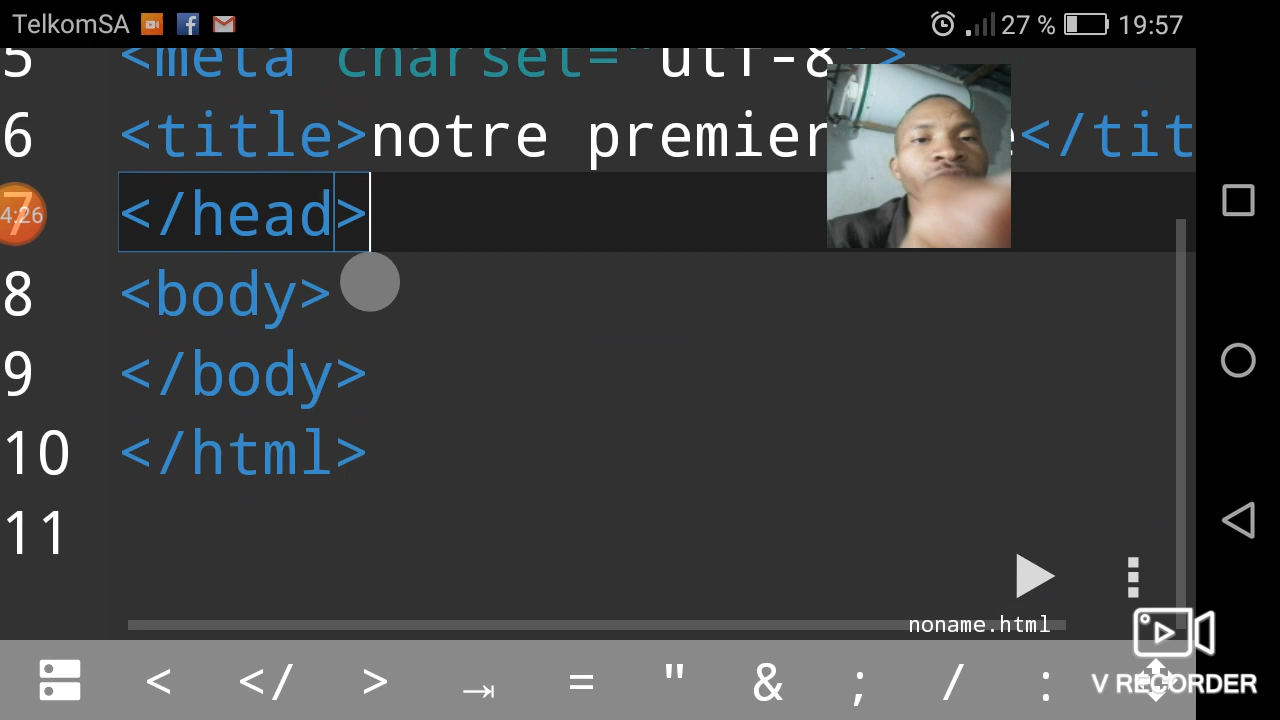 TelkomSA 27 % 19:57
5 <meta charset="utf-8">
6 <title>notre premier </tit
7 </head>
4:26
8 <body>
9 </body>
10 </html>
11
noname.html
< </ > ⇥ = " & ; / :
V RECORDER